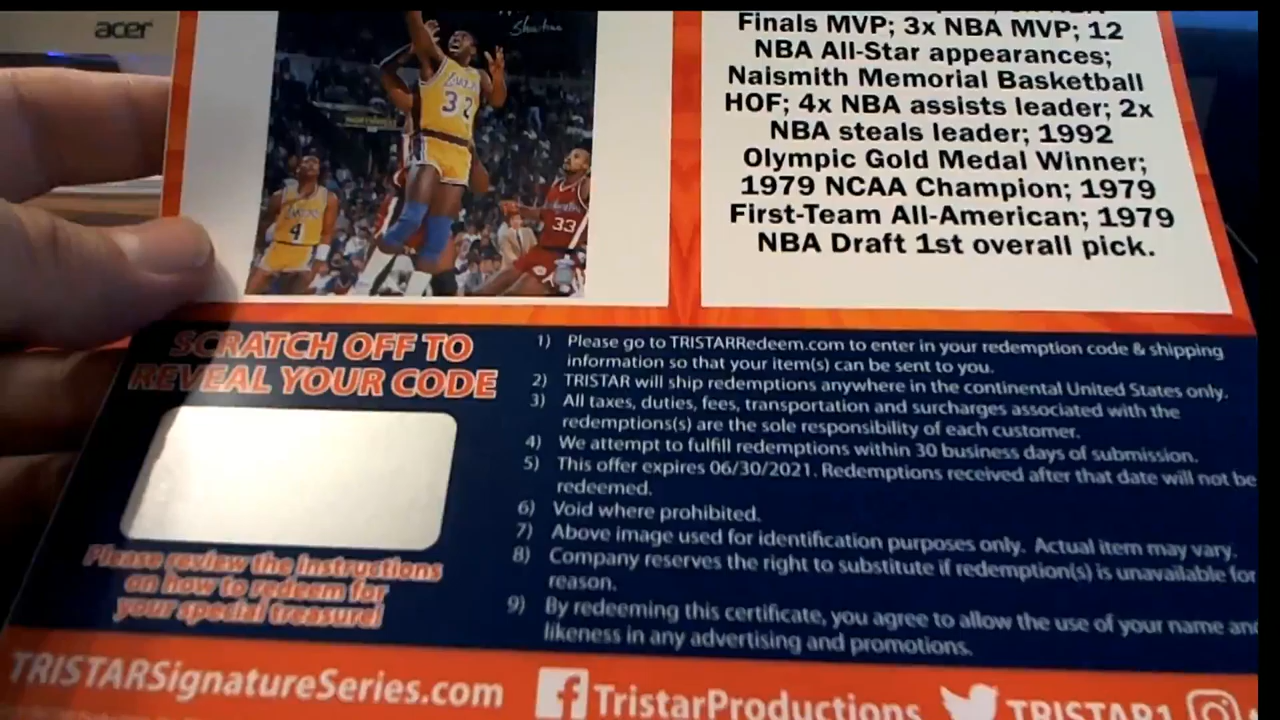 acer
Finals MVP; 3x NBA MVP; 12
NBA All-Star appearances;
Naismith Memorial Basketball
HOF; 4x NBA assists leader; 2x
NBA steals leader; 1992
Olympic Gold Medal Winner;
1979 NCAA Champion; 1979
First-Team All-American; 1979
NBA Draft 1st overall pick.
LAKERS
32
4
33
SCRATCH OFF TO
REVEAL YOUR CODE
Please review the instructions
on how to redeem for
your special treasure!
1) Please go to TRISTARRedeem.com to enter in your redemption code & shipping
information so that your item(s) can be sent to you.
2) TRISTAR will ship redemptions anywhere in the continental United States only.
3) All taxes, duties, fees, transportation and surcharges associated with the
redemptions(s) are the sole responsibility of each customer.
4) We attempt to fulfill redemptions within 30 business days of submission.
5) This offer expires 06/30/2021. Redemptions received after that date will not be
redeemed.
6) Void where prohibited.
7) Above image used for identification purposes only. Actual item may vary.
8) Company reserves the right to substitute if redemption(s) is unavailable for
reason.
9) By redeeming this certificate, you agree to allow the use of your name and
likeness in any advertising and promotions.
TRISTARSignatureSeries.com
TristarProductions
TRISTAR1